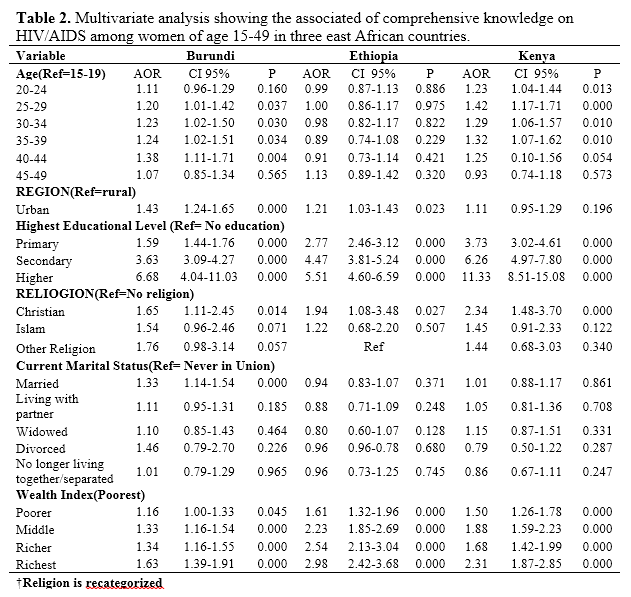 Table 2. Multivariate analysis showing the associated of comprehensive knowledge on
HIV/AIDS among women of age 15-49 in three east African countries.
Variable Burundi Ethiopia Kenya
Age(Ref=15-19) AOR CI 95% P AOR CI 95% P AOR CI 95% P
20-24 1.11 0.96-1.29 0.160 0.99 0.87-1.13 0.886 1.23 1.04-1.44 0.013
25-29 1.20 1.01-1.42 0.037 1.00 0.86-1.17 0.975 1.42 1.17-1.71 0.000
30-34 1.23 1.02-1.50 0.030 0.98 0.82-1.17 0.822 1.29 1.06-1.57 0.010
35-39 1.24 1.02-1.51 0.034 0.89 0.74-1.08 0.229 1.32 1.07-1.62 0.010
40-44 1.38 1.11-1.71 0.004 0.91 0.73-1.14 0.421 1.25 0.10-1.56 0.054
45-49 1.07 0.85-1.34 0.565 1.13 0.89-1.42 0.320 0.93 0.74-1.18 0.573
REGION(Ref=rural)
Urban 1.43 1.24-1.65 0.000 1.21 1.03-1.43 0.023 1.11 0.95-1.29 0.196
Highest Educational Level (Ref= No education)
Primary 1.59 1.44-1.76 0.000 2.77 2.46-3.12 0.000 3.73 3.02-4.61 0.000
Secondary 3.63 3.09-4.27 0.000 4.47 3.81-5.24 0.000 6.26 4.97-7.80 0.000
Higher 6.68 4.04-11.03 0.000 5.51 4.60-6.59 0.000 11.33 8.51-15.08 0.000
RELIOGION(Ref=No religion)
Christian 1.65 1.11-2.45 0.014 1.94 1.08-3.48 0.027 2.34 1.48-3.70 0.000
Islam 1.54 0.96-2.46 0.071 1.22 0.68-2.20 0.507 1.45 0.91-2.33 0.122
Other Religion 1.76 0.98-3.14 0.057 Ref 1.44 0.68-3.03 0.340
Current Marital Status(Ref= Never in Union)
Married 1.33 1.14-1.54 0.000 0.94 0.83-1.07 0.371 1.01 0.88-1.17 0.861
Living with
partner 1.11 0.95-1.31 0.185 0.88 0.71-1.09 0.248 1.05 0.81-1.36 0.708
Widowed 1.10 0.85-1.43 0.464 0.80 0.60-1.07 0.128 1.15 0.87-1.51 0.331
Divorced 1.46 0.79-2.70 0.226 0.96 0.96-0.78 0.680 0.79 0.50-1.22 0.287
No longer living
together/separated 1.01 0.79-1.29 0.965 0.96 0.73-1.25 0.745 0.86 0.67-1.11 0.247
Wealth Index(Poorest)
Poorer 1.16 1.00-1.33 0.045 1.61 1.32-1.96 0.000 1.50 1.26-1.78 0.000
Middle 1.33 1.16-1.54 0.000 2.23 1.85-2.69 0.000 1.88 1.59-2.23 0.000
Richer 1.34 1.16-1.55 0.000 2.54 2.13-3.04 0.000 1.68 1.42-1.99 0.000
Richest 1.63 1.39-1.91 0.000 2.98 2.42-3.68 0.000 2.31 1.87-2.85 0.000
†Religion is recategorized